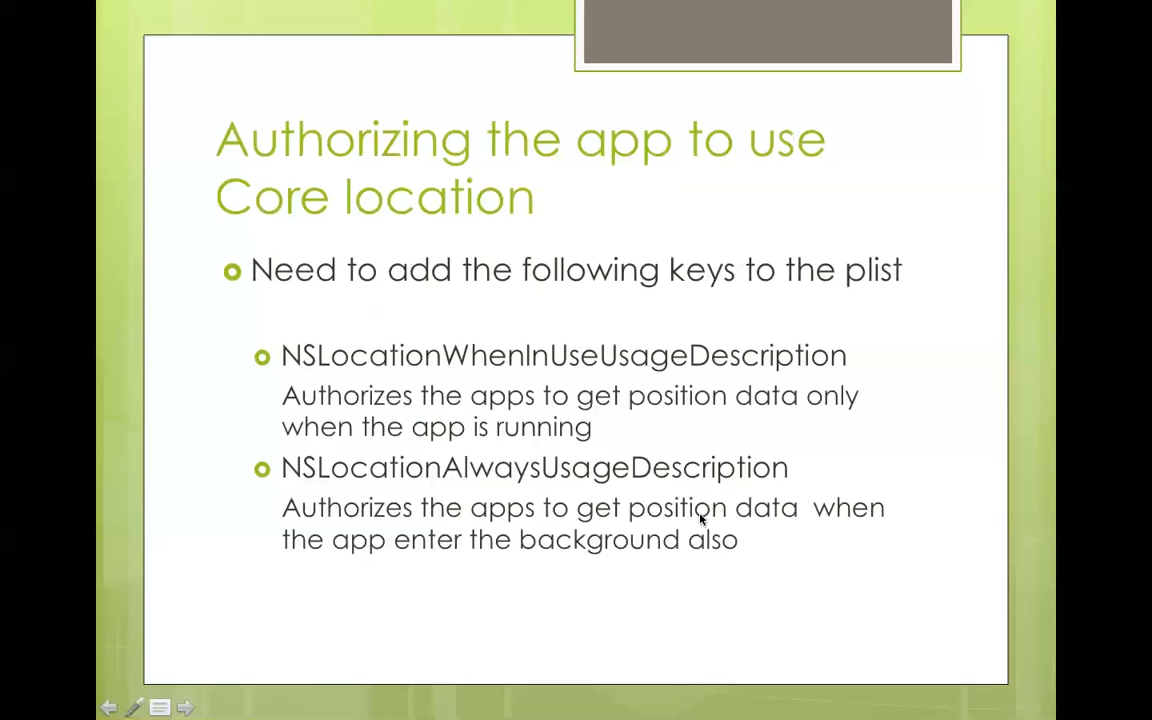 Authorizing the app to use
Core location
Need to add the following keys to the plist
NSLocationWhenInUseUsageDescription
Authorizes the apps to get position data only
when the app is running
NSLocationAlwaysUsageDescription
Authorizes the apps to get position data  when
the app enter the background also